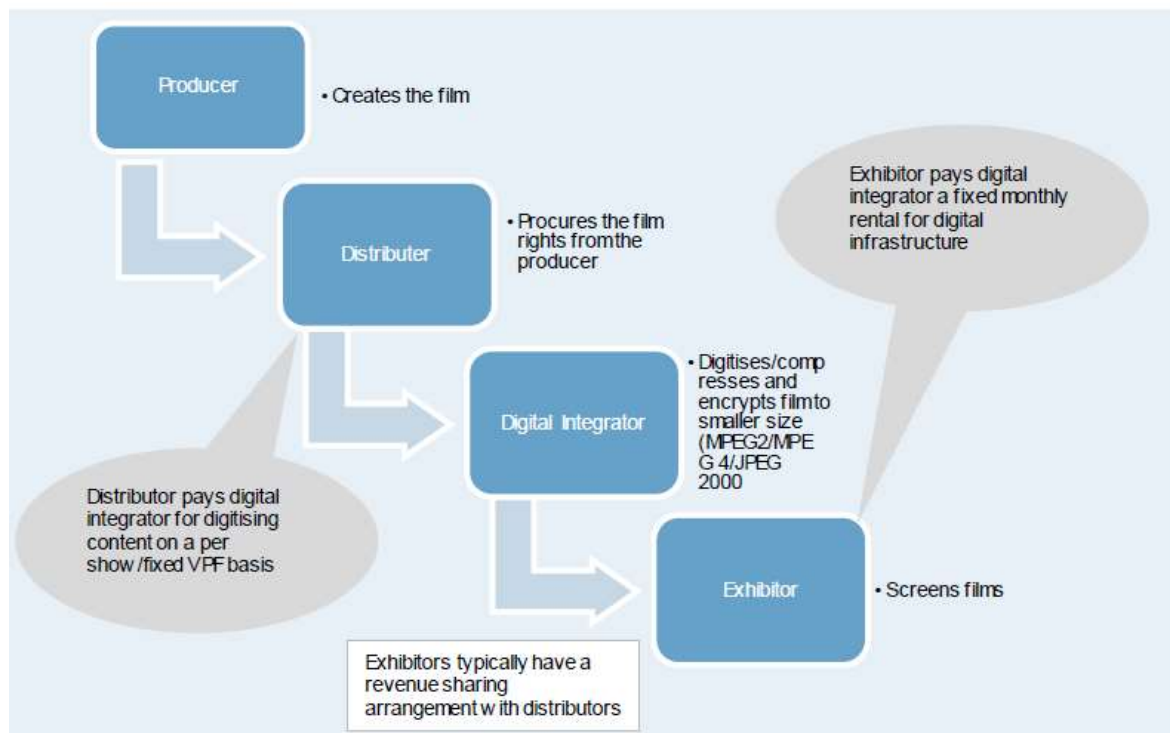 Producer
• Creates the film
Exhibitor pays digital
integrator a fixed monthly
rental for digital
infrastructure
Distributer
• Procures the film
rights from the
producer
Digital Integrator
• Digitises/comp
resses and
encrypts film to
smaller size
(MPEG2/MPE
G 4/JPEG
2000
Distributor pays digital
integrator for digitising
content on a per
show /fixed VPF basis
Exhibitor
• Screens films
Exhibitors typically have a
revenue sharing
arrangement with distributors